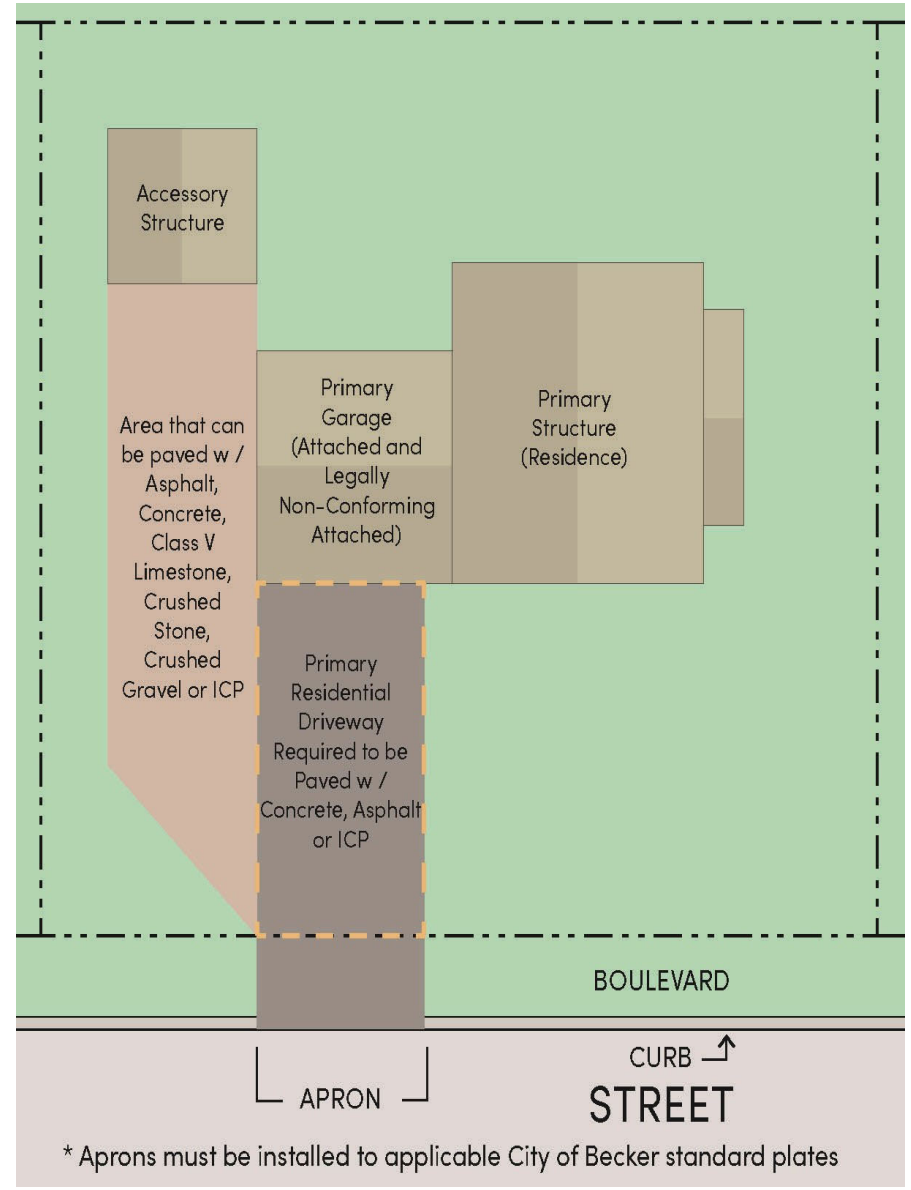 Accessory
Structure
Area that can
be paved w /
Asphalt,
Concrete,
Class V
Limestone,
Crushed
Stone,
Crushed
Gravel or ICP
Primary
Garage
(Attached and
Legally
Non-Conforming
Attached)
Primary
Structure
(Residence)
Primary
Residential
Driveway
Required to be
Paved w /
Concrete, Asphalt
or ICP
BOULEVARD
CURB
APRON
STREET
* Aprons must be installed to applicable City of Becker standard plates